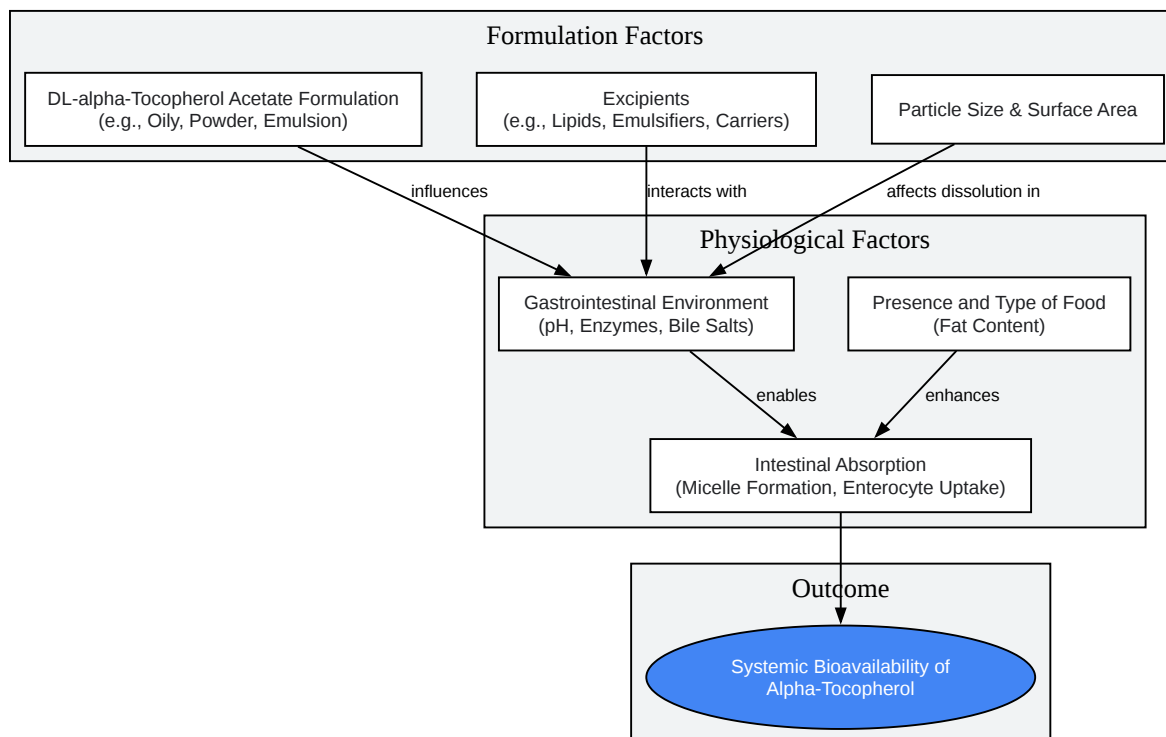 Formulation Factors
DL-alpha-Tocopherol Acetate Formulation
(e.g., Oily, Powder, Emulsion)
Excipients
(e.g., Lipids, Emulsifiers, Carriers)
Particle Size & Surface Area
influences
interacts with
affects dissolution in
Physiological Factors
Gastrointestinal Environment
(pH, Enzymes, Bile Salts)
Presence and Type of Food
(Fat Content)
enables
enhances
Intestinal Absorption
(Micelle Formation, Enterocyte Uptake)
Outcome
Systemic Bioavailability of
Alpha-Tocopherol